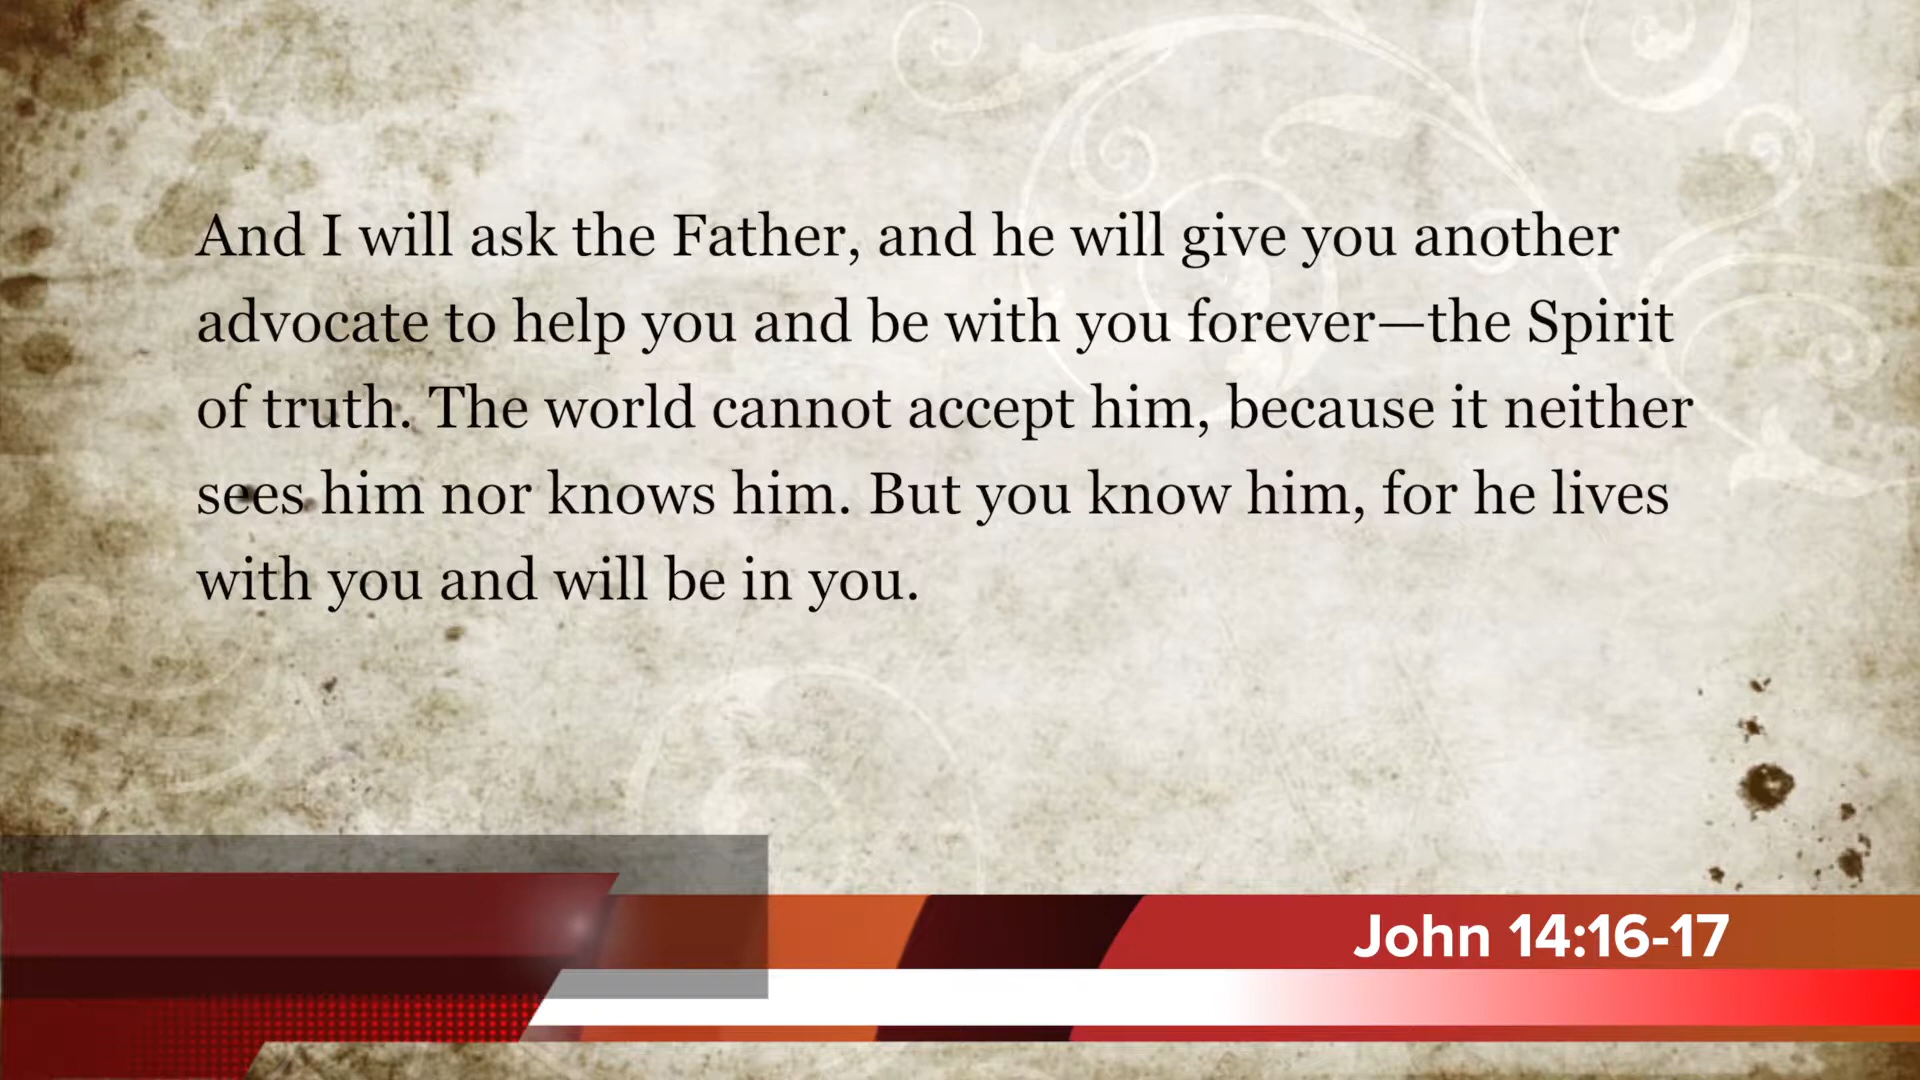 And I will ask the Father, and he will give you another
advocate to help you and be with you forever—the Spirit
of truth. The world cannot accept him, because it neither
sees him nor knows him. But you know him, for he lives
with you and will be in you.
John 14:16-17